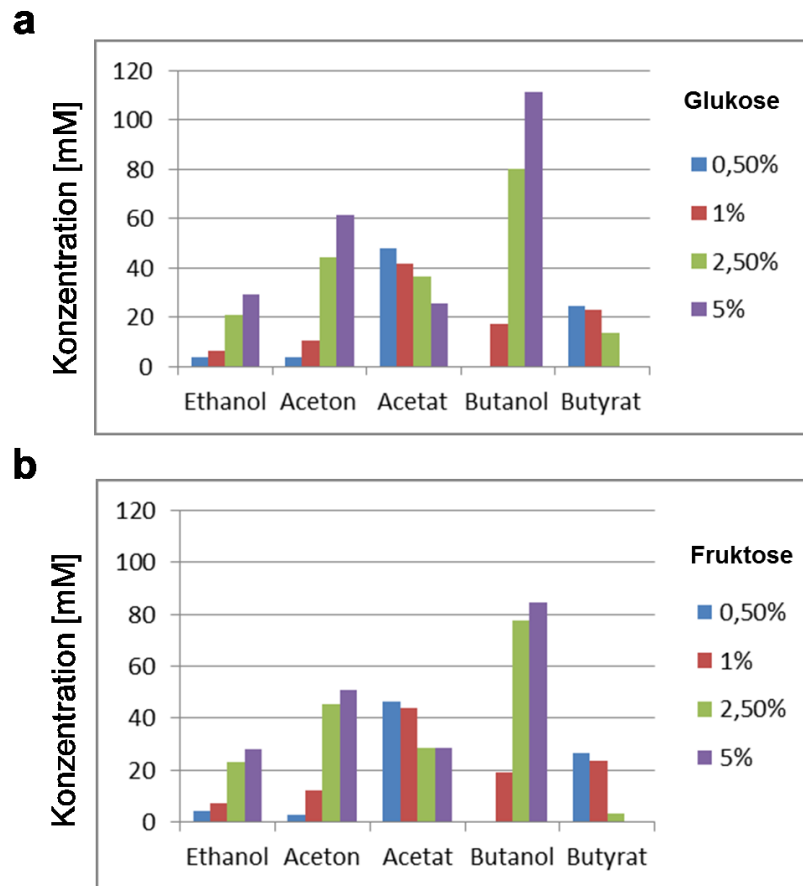 a
Konzentration [mM]
120
100
80
60
40
20
0
Ethanol Aceton Acetat Butanol Butyrat
Glukose
0,50%
1%
2,50%
5%
b
Konzentration [mM]
120
100
80
60
40
20
0
Ethanol Aceton Acetat Butanol Butyrat
Fruktose
0,50%
1%
2,50%
5%